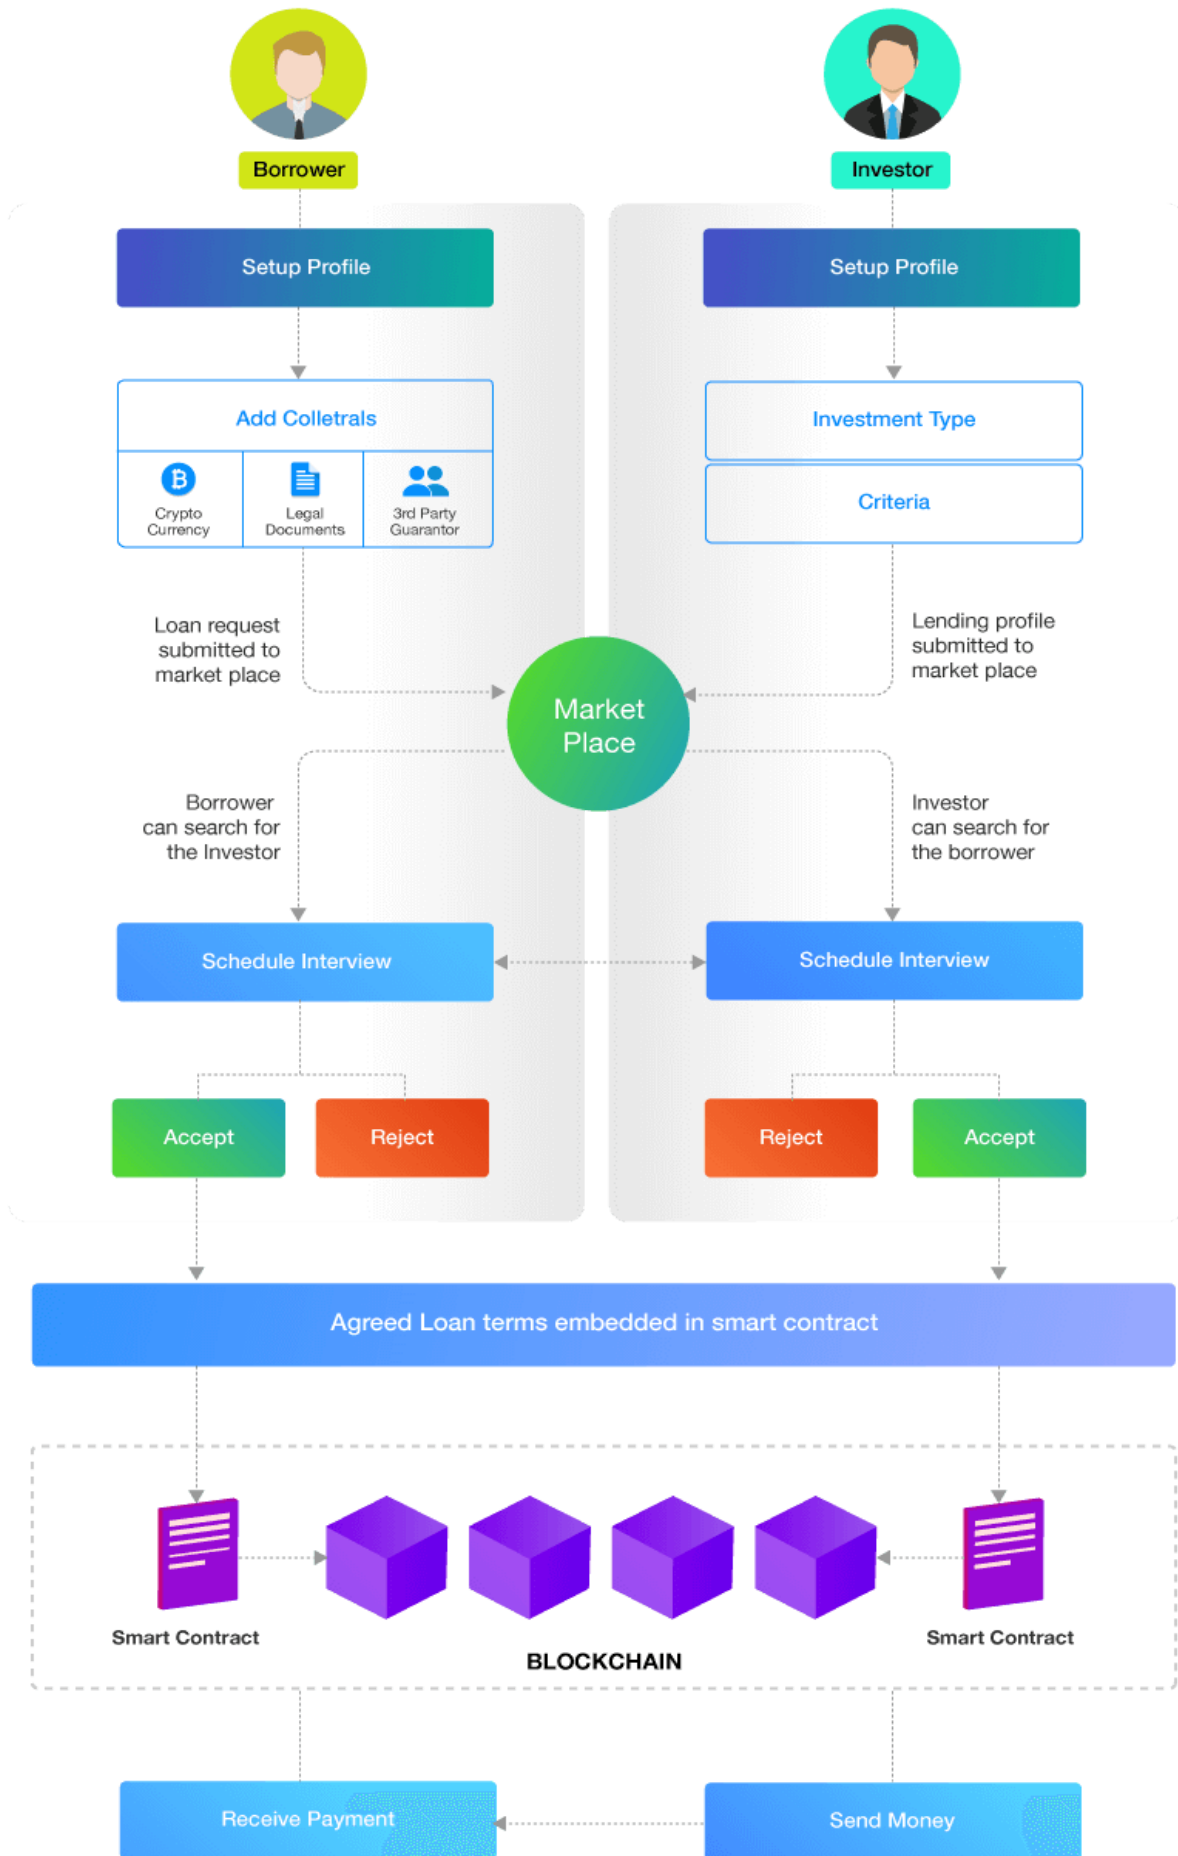 Borrower
Investor
Setup Profile
Setup Profile
Add Colletrals
Crypto
Currency
Legal
Documents
3rd Party
Guarantor
Investment Type
Criteria
Loan request
submitted to
market place
Lending profile
submitted to
market place
Market
Place
Borrower
can search for
the Investor
Investor
can search for
the borrower
Schedule Interview
Schedule Interview
Accept
Reject
Reject
Accept
Agreed Loan terms embedded in smart contract
Smart Contract
Smart Contract
BLOCKCHAIN
Receive Payment
Send Money